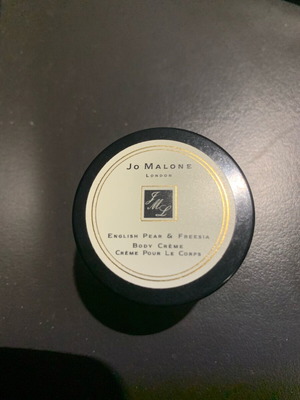 Jo Malone
London
JML
English Pear & Freesia
Body Crème
Crème Pour Le Corps